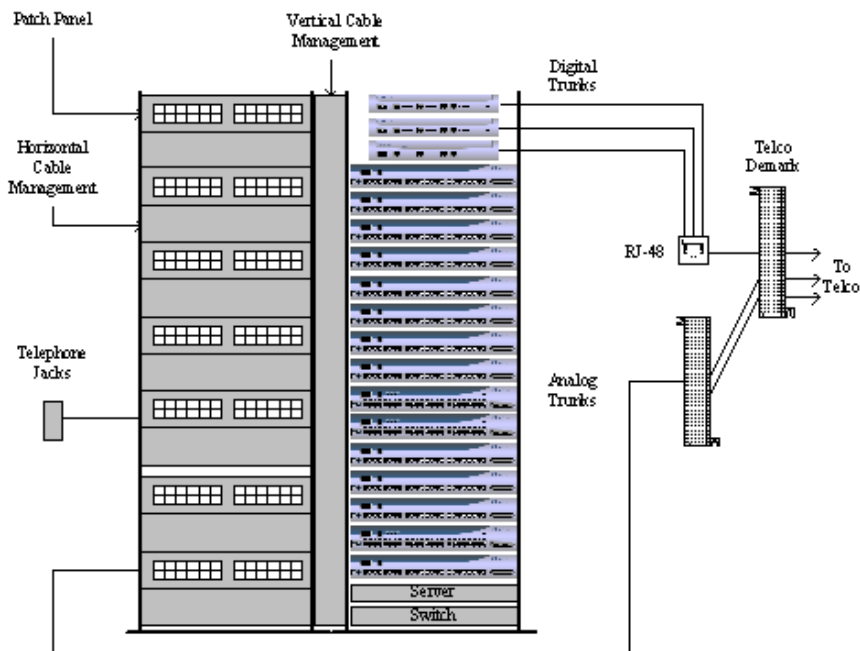 Patch Panel
Vertical Cable
Management
Digital
Trunks
Horizontal
Cable
Management
Telco
Demark
RJ-48
To
Telco
Telephone
Jacks
Analog
Trunks
Server
Switch